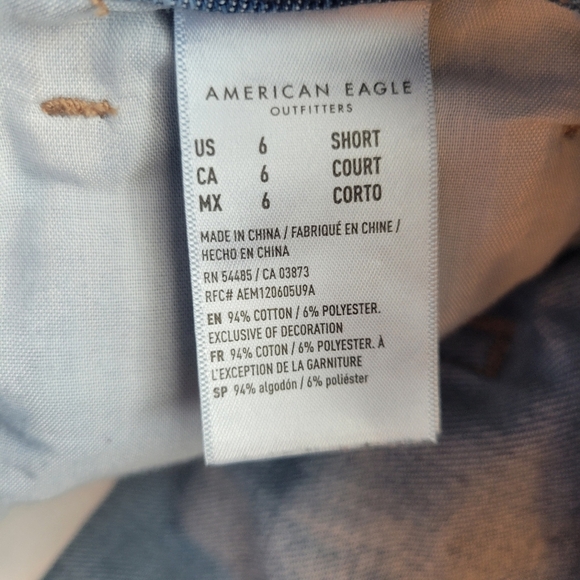 AMERICAN EAGLE
OUTFITTERS
US 6 SHORT
CA 6 COURT
MX 6 CORTO
MADE IN CHINA / FABRIQUÉ EN CHINE /
HECHO EN CHINA
RN 54485 / CA 03873
RFC# AEM120605U9A
EN 94% COTTON / 6% POLYESTER.
EXCLUSIVE OF DECORATION
FR 94% COTON / 6% POLYESTER. À
L'EXCEPTION DE LA GARNITURE
SP 94% algodón / 6% poliéster